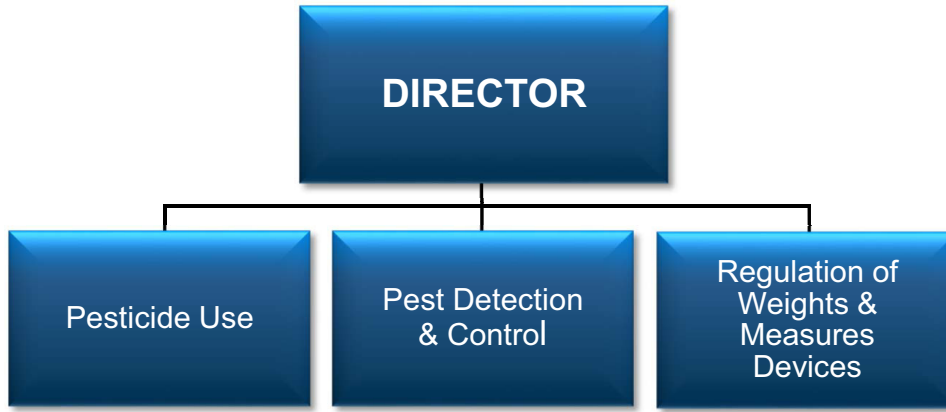 DIRECTOR
Pesticide Use
Pest Detection
& Control
Regulation of
Weights &
Measures
Devices